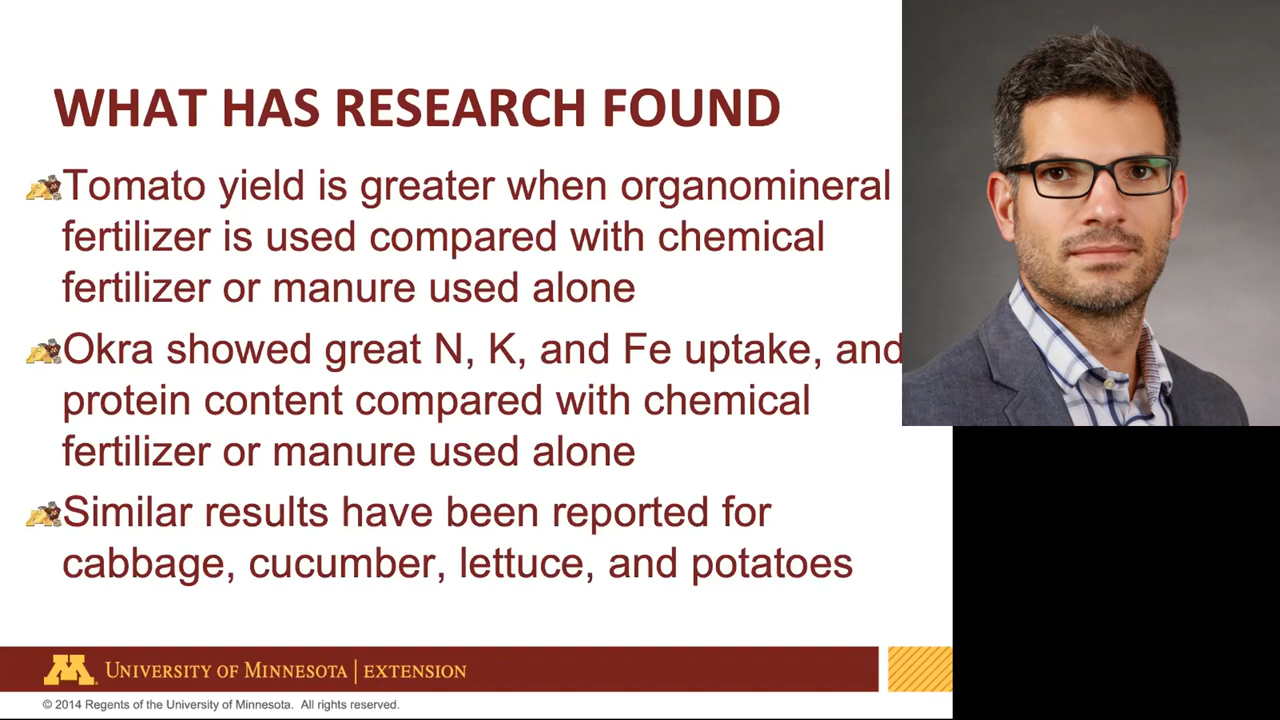 WHAT HAS RESEARCH FOUND
Tomato yield is greater when organomineral
fertilizer is used compared with chemical
fertilizer or manure used alone
Okra showed great N, K, and Fe uptake, and
protein content compared with chemical
fertilizer or manure used alone
Similar results have been reported for
cabbage, cucumber, lettuce, and potatoes
M UNIVERSITY OF MINNESOTA | EXTENSION
© 2014 Regents of the University of Minnesota. All rights reserved.